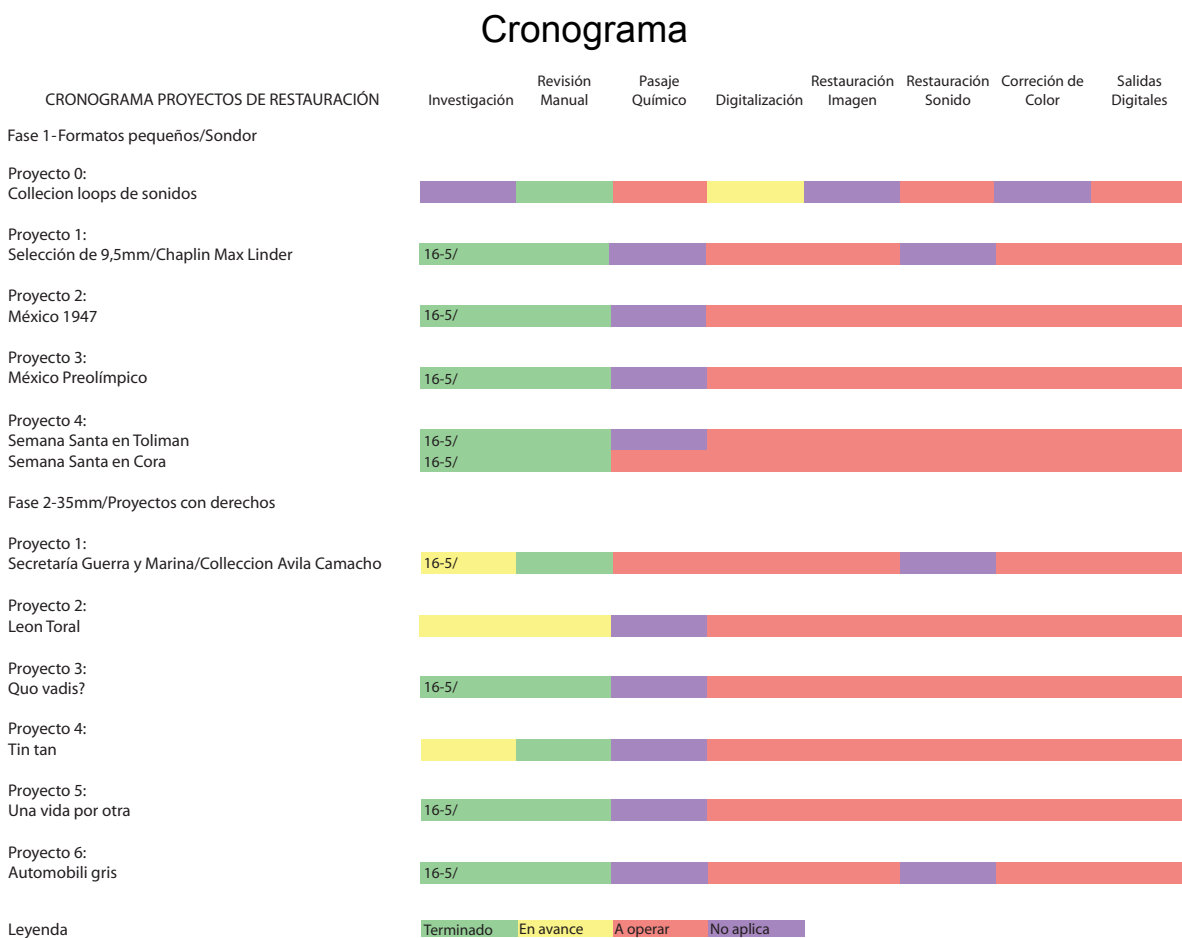 Cronograma
CRONOGRAMA PROYECTOS DE RESTAURACIÓN
Investigación
Revisión
Manual
Pasaje
Químico
Digitalización
Restauración
Imagen
Restauración
Sonido
Correción de
Color
Salidas
Digitales
Fase 1-Formatos pequeños/Sondor
Proyecto 0:
Collecion loops de sonidos
Proyecto 1:
Selección de 9,5mm/Chaplin Max Linder 16-5/
Proyecto 2:
México 1947 16-5/
Proyecto 3:
México Preolímpico 16-5/
Proyecto 4:
Semana Santa en Toliman 16-5/
Semana Santa en Cora 16-5/
Fase 2-35mm/Proyectos con derechos
Proyecto 1:
Secretaría Guerra y Marina/Colleccion Avila Camacho 16-5/
Proyecto 2:
Leon Toral
Proyecto 3:
Quo vadis? 16-5/
Proyecto 4:
Tin tan
Proyecto 5:
Una vida por otra 16-5/
Proyecto 6:
Automobili gris 16-5/
Leyenda Terminado En avance A operar No aplica